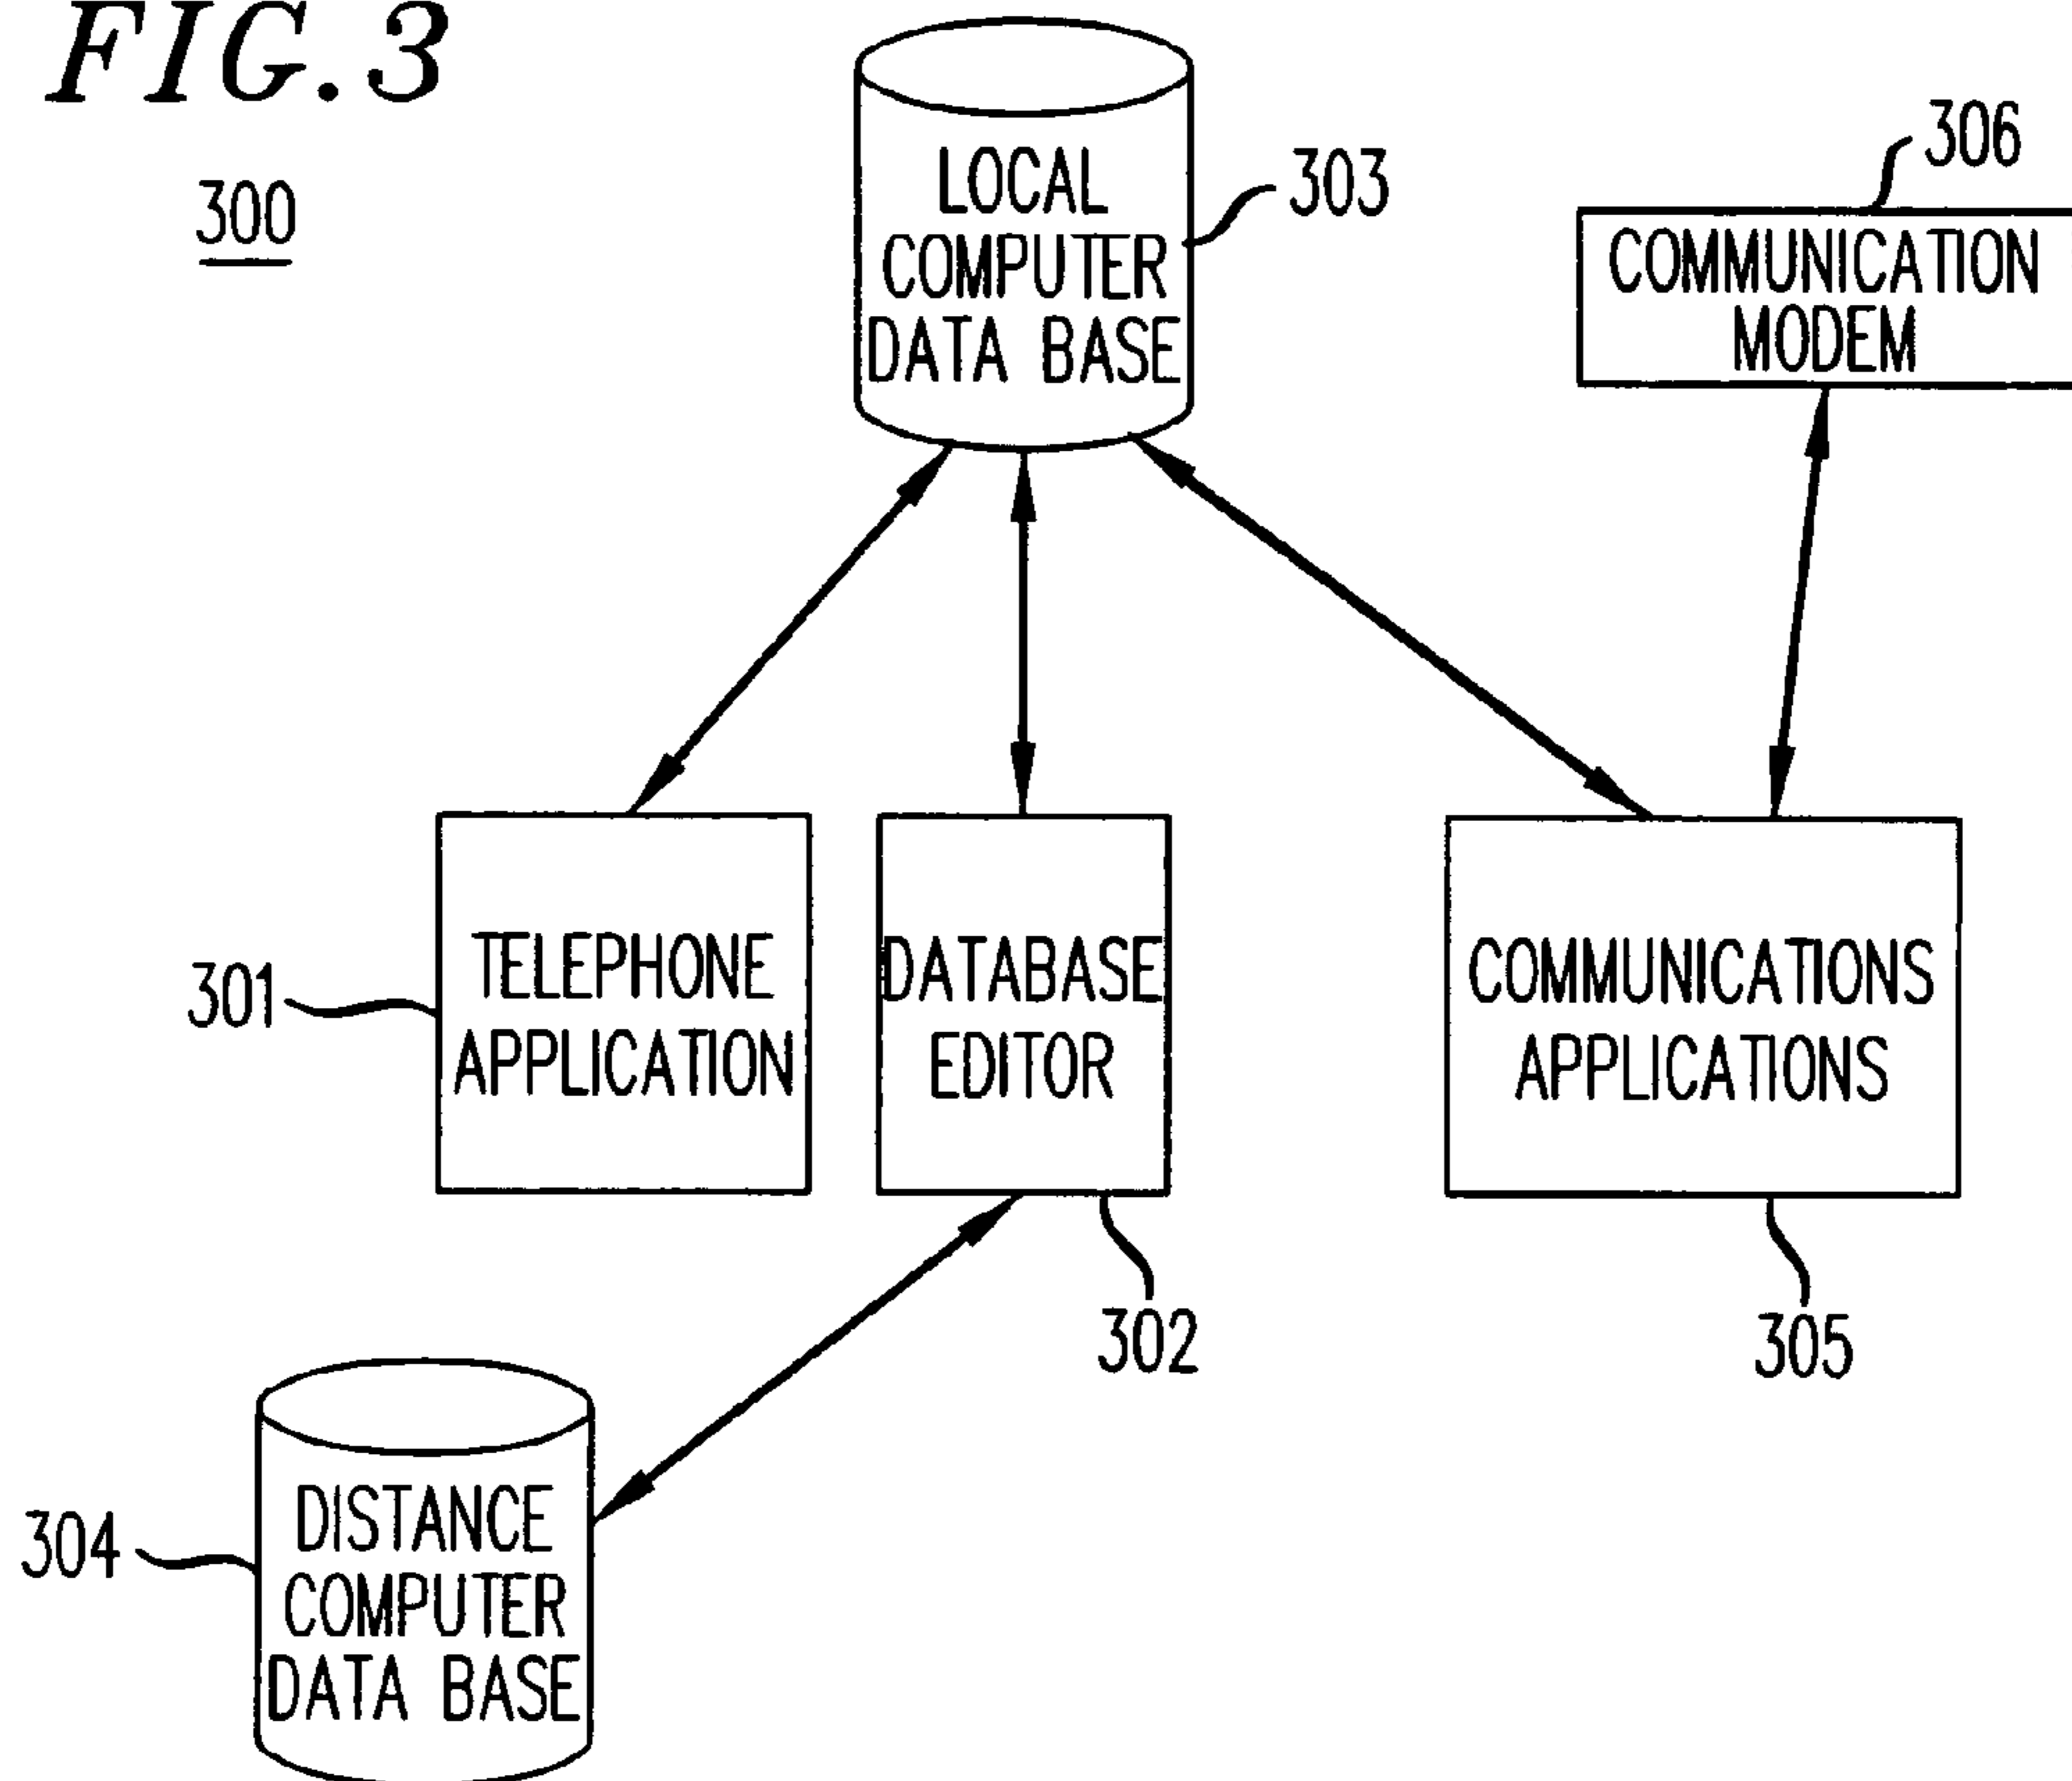 FIG. 3
300
LOCAL
COMPUTER
DATA BASE
303
306
COMMUNICATION
MODEM
TELEPHONE
APPLICATION
301
DATABASE
EDITOR
302
COMMUNICATIONS
APPLICATIONS
305
DISTANCE
COMPUTER
DATA BASE
304